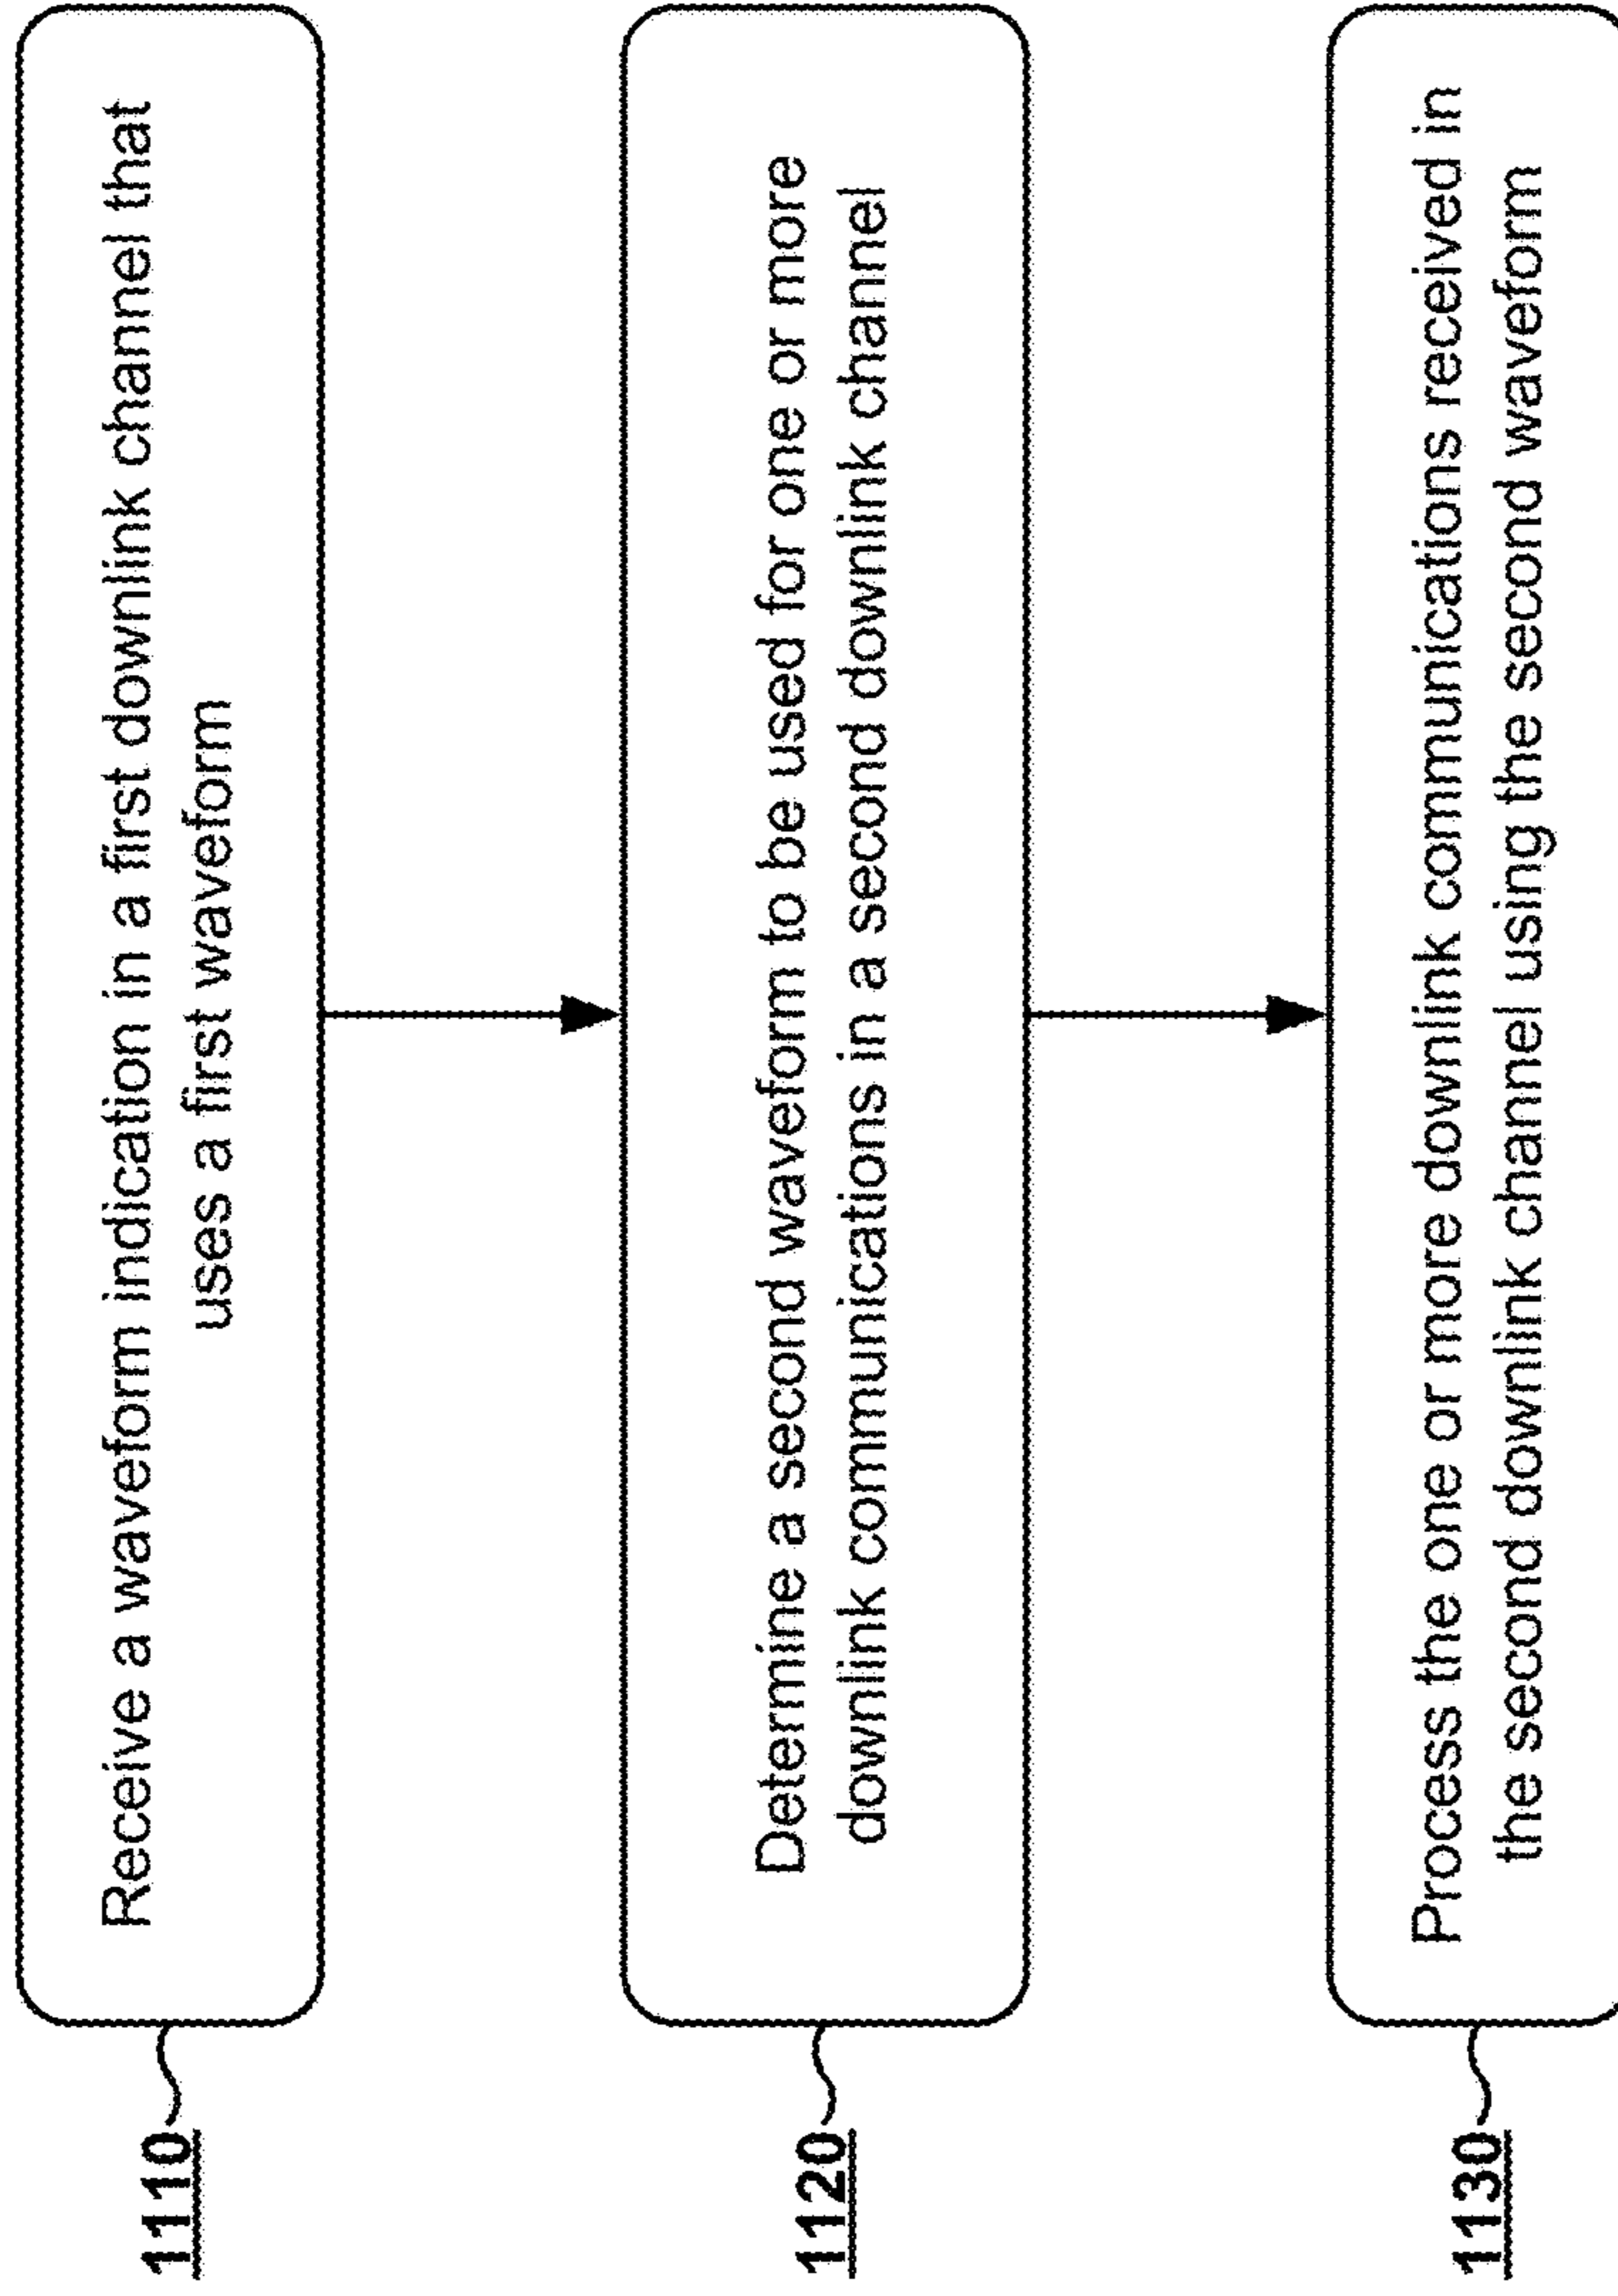 1110
Receive a waveform indication in a first downlink channel that
uses a first waveform
1120
Determine a second waveform to be used for one or more
downlink communications in a second downlink channel
1130
Process the one or more downlink communications received in
the second downlink channel using the second waveform